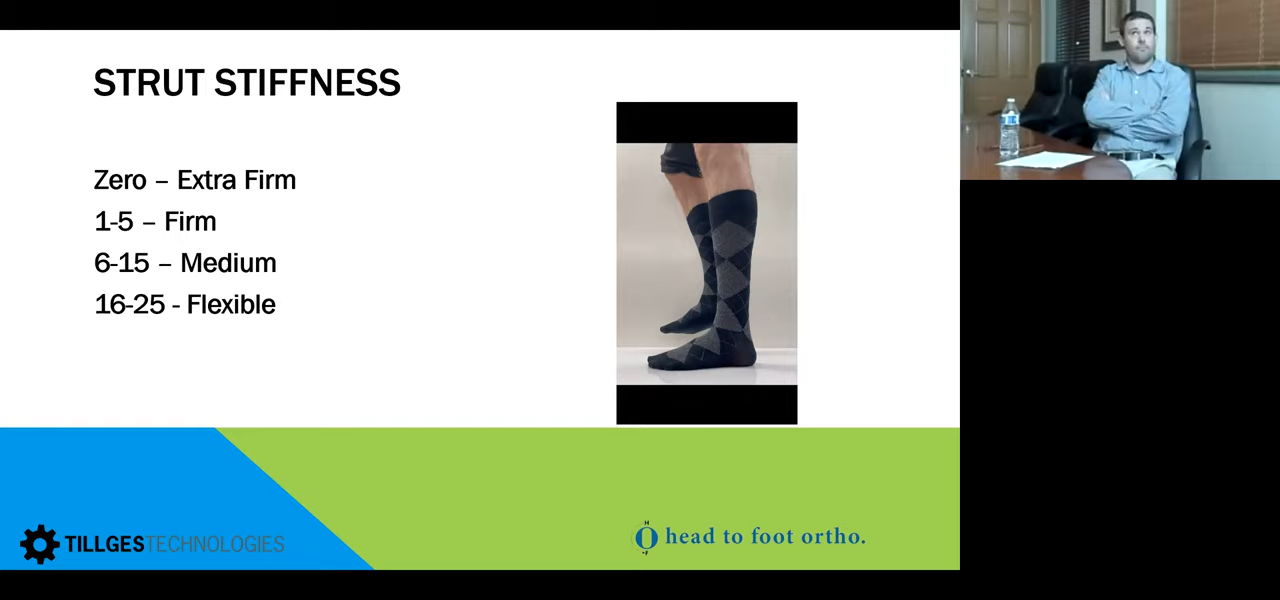 STRUT STIFFNESS
Zero – Extra Firm
1-5 – Firm
6-15 – Medium
16-25 - Flexible
TILLGESTECHNOLOGIES
head to foot ortho.